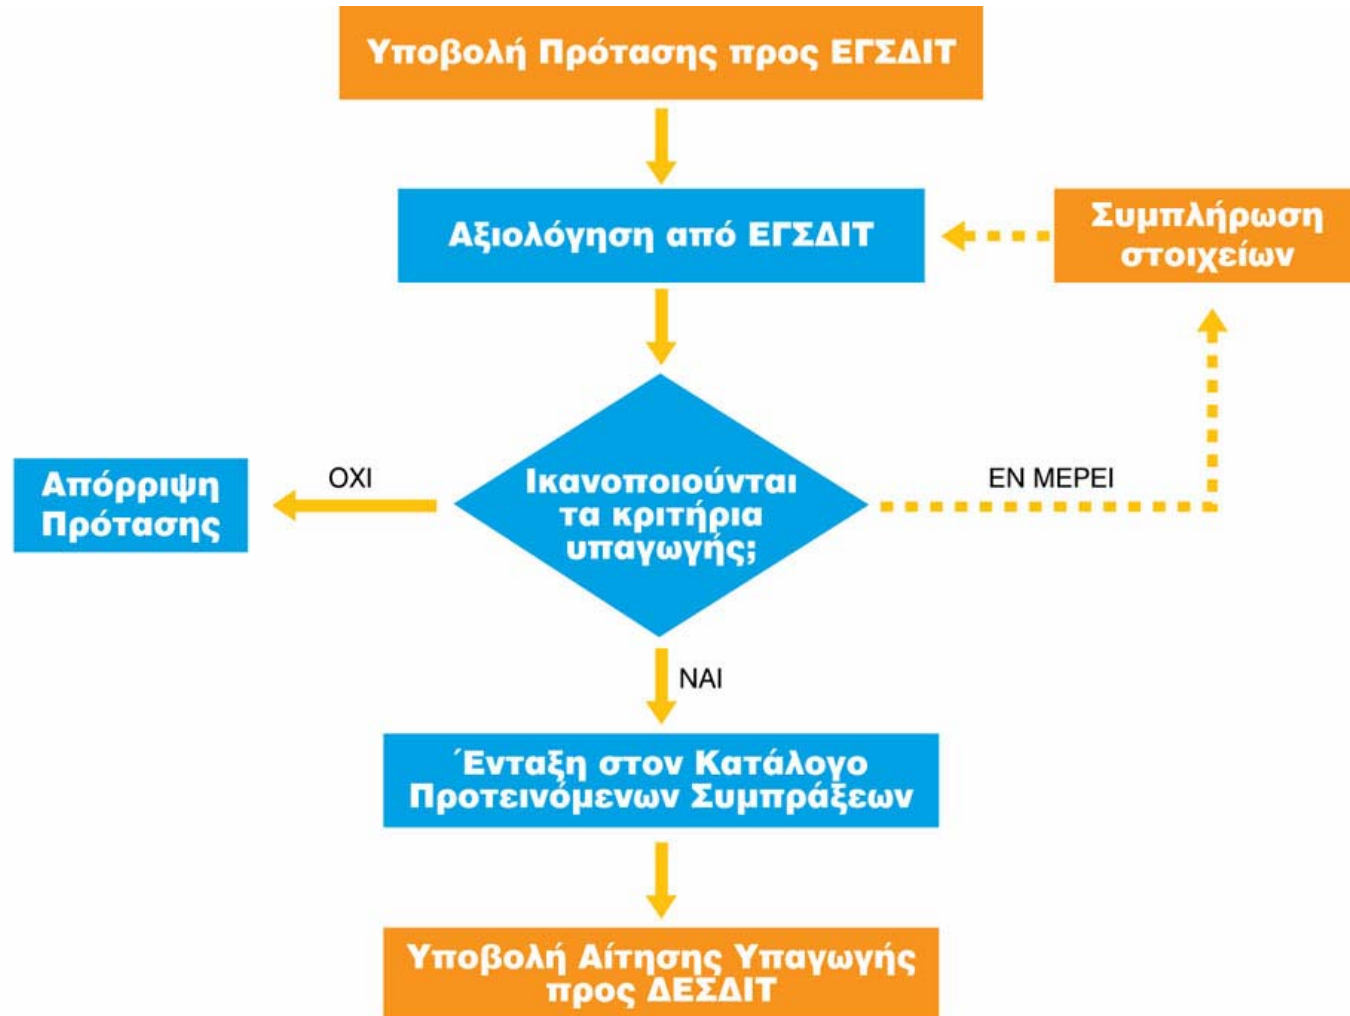 Υποβολή Πρότασης προς ΕΓΣΔΙΤ
Αξιολόγηση από ΕΓΣΔΙΤ
Συμπλήρωση
στοιχείων
Ικανοποιούνται
τα κριτήρια
υπαγωγής;
ΟΧΙ
Απόρριψη
Πρότασης
ΕΝ ΜΕΡΕΙ
ΝΑΙ
Ένταξη στον Κατάλογο
Προτεινόμενων Συμπράξεων
Υποβολή Αίτησης Υπαγωγής
προς ΔΕΣΔΙΤ